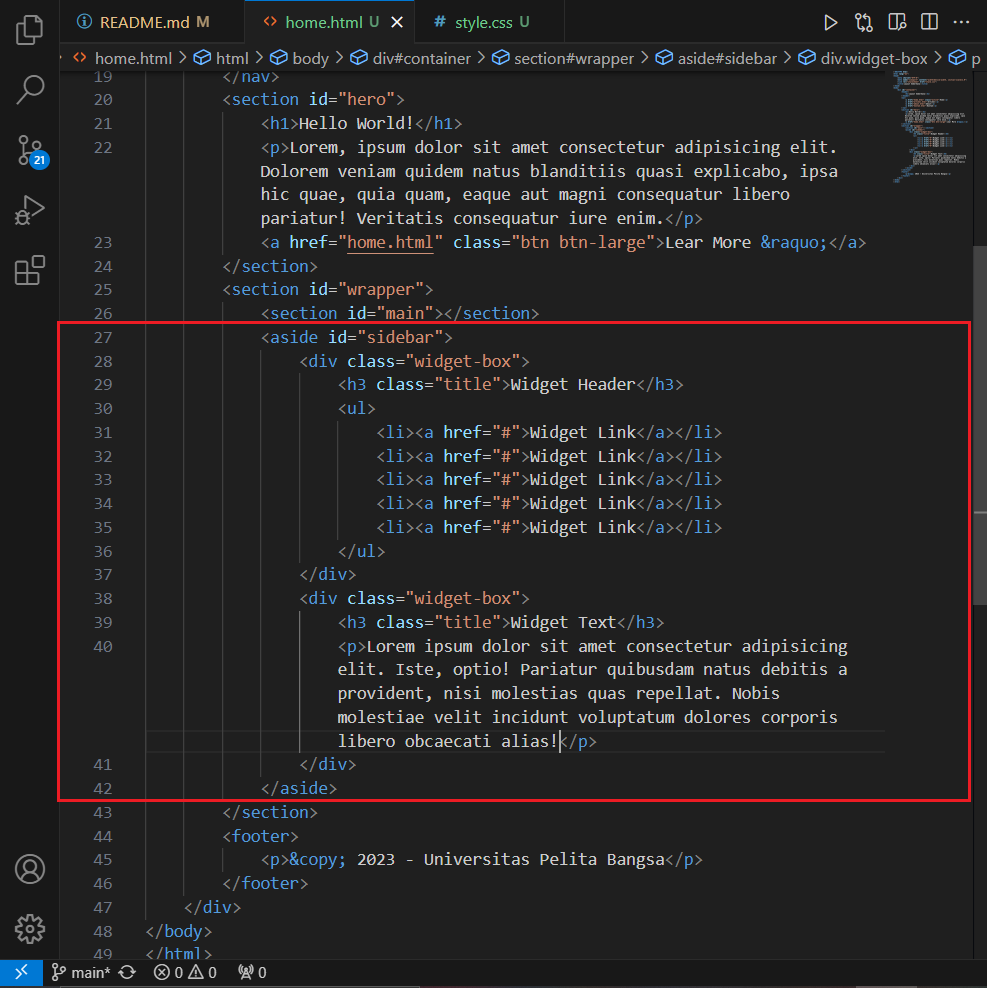 README.md M
home.html U
# style.css U
home.html > html > body > div#container > section#wrapper > aside#sidebar > div.widget-box > p
19 </nav>
20 <section id="hero">
21 <h1>Hello World!</h1>
22 <p>Lorem, ipsum dolor sit amet consectetur adipisicing elit.
Dolorem veniam quidem natus blanditiis quasi explicabo, ipsa
hic quae, quia quam, eaque aut magni consequatur libero
pariatur! Veritatis consequatur iure enim.</p>
23 <a href="home.html" class="btn btn-large">Lear More &raquo;</a>
24 </section>
25 <section id="wrapper">
26 <section id="main"></section>
27 <aside id="sidebar">
28 <div class="widget-box">
29 <h3 class="title">Widget Header</h3>
30 <ul>
31 <li><a href="#">Widget Link</a></li>
32 <li><a href="#">Widget Link</a></li>
33 <li><a href="#">Widget Link</a></li>
34 <li><a href="#">Widget Link</a></li>
35 <li><a href="#">Widget Link</a></li>
36 </ul>
37 </div>
38 <div class="widget-box">
39 <h3 class="title">Widget Text</h3>
40 <p>Lorem ipsum dolor sit amet consectetur adipisicing
elit. Iste, optio! Pariatur quibusdam natus debitis a
provident, nisi molestias quas repellat. Nobis
molestiae velit incidunt voluptatum dolores corporis
libero obcaecati alias!</p>
41 </div>
42 </aside>
43 </section>
44 <footer>
45 <p>&copy; 2023 - Universitas Pelita Bangsa</p>
46 </footer>
47 </div>
48 </body>
49 </html>
21
main* 0 0 0